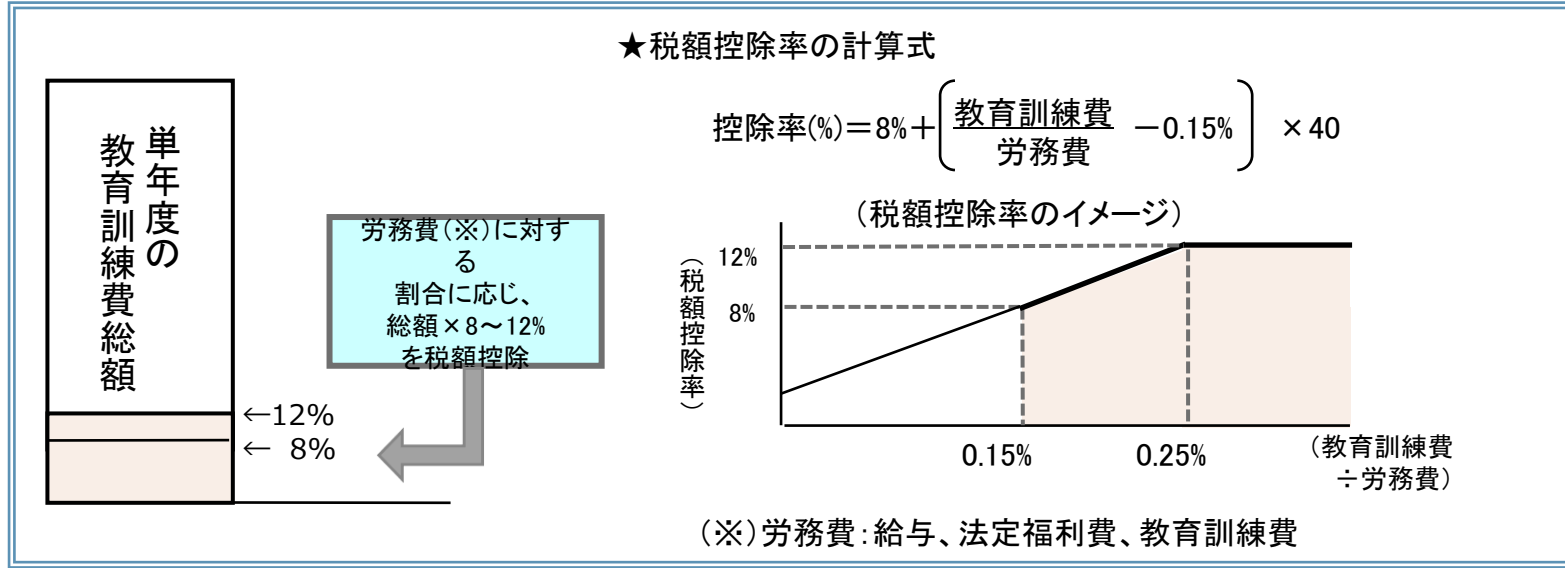 ★税額控除率の計算式
単年度の
教育訓練費総額
←12%
← 8%
労務費(※)に対す
る
割合に応じ、
総額×8～12%
を税額控除
控除率(%)＝8%＋(教育訓練費/労務費 －0.15%) ×40
（税額控除率のイメージ）
（税額控除率）
12%
8%
0.15%
0.25%
（教育訓練費
÷労務費）
（※）労務費：給与、法定福利費、教育訓練費